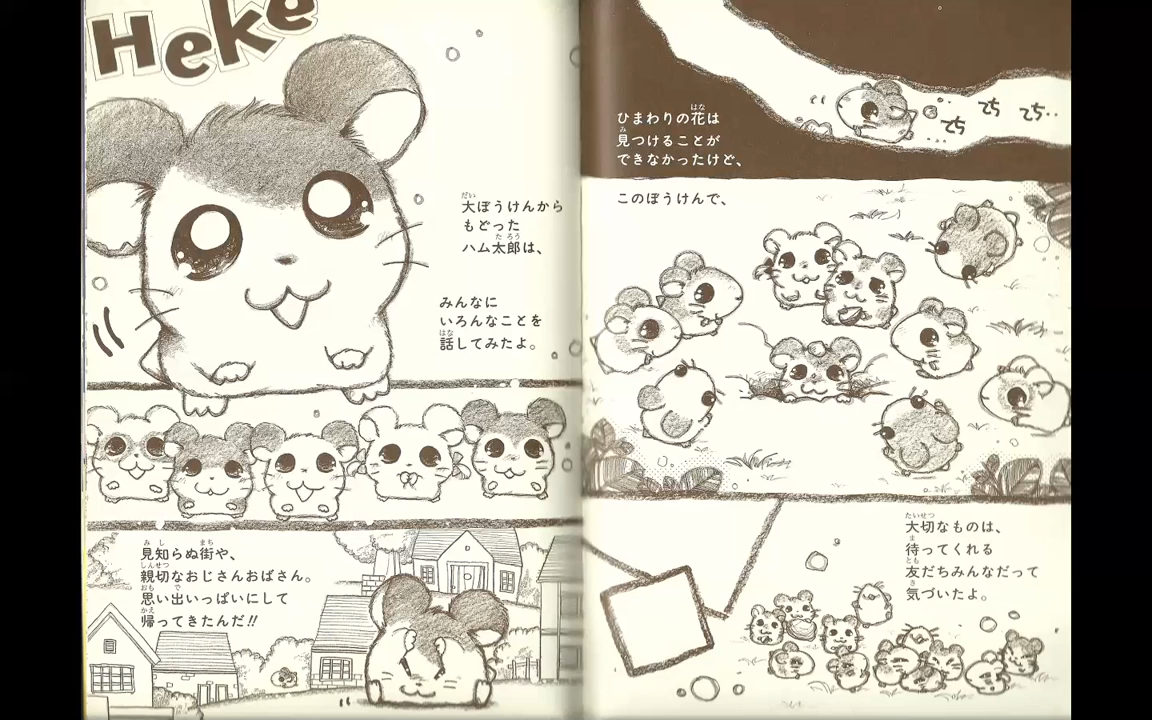 Heke
大ぼうけんから
もどった
ハム太郎は、
みんなに
いろんなことを
話してみたよ。
見知らぬ街や、
親切なおじさんおばさん。
思い出いっぱいにして
帰ってきたんだ!!
ひまわりの花は
見つけることが
できなかったけど、
てち てち てち‥
このぼうけんで、
大切なものは、
待ってくれる
友だちみんなだって
気づいたよ。